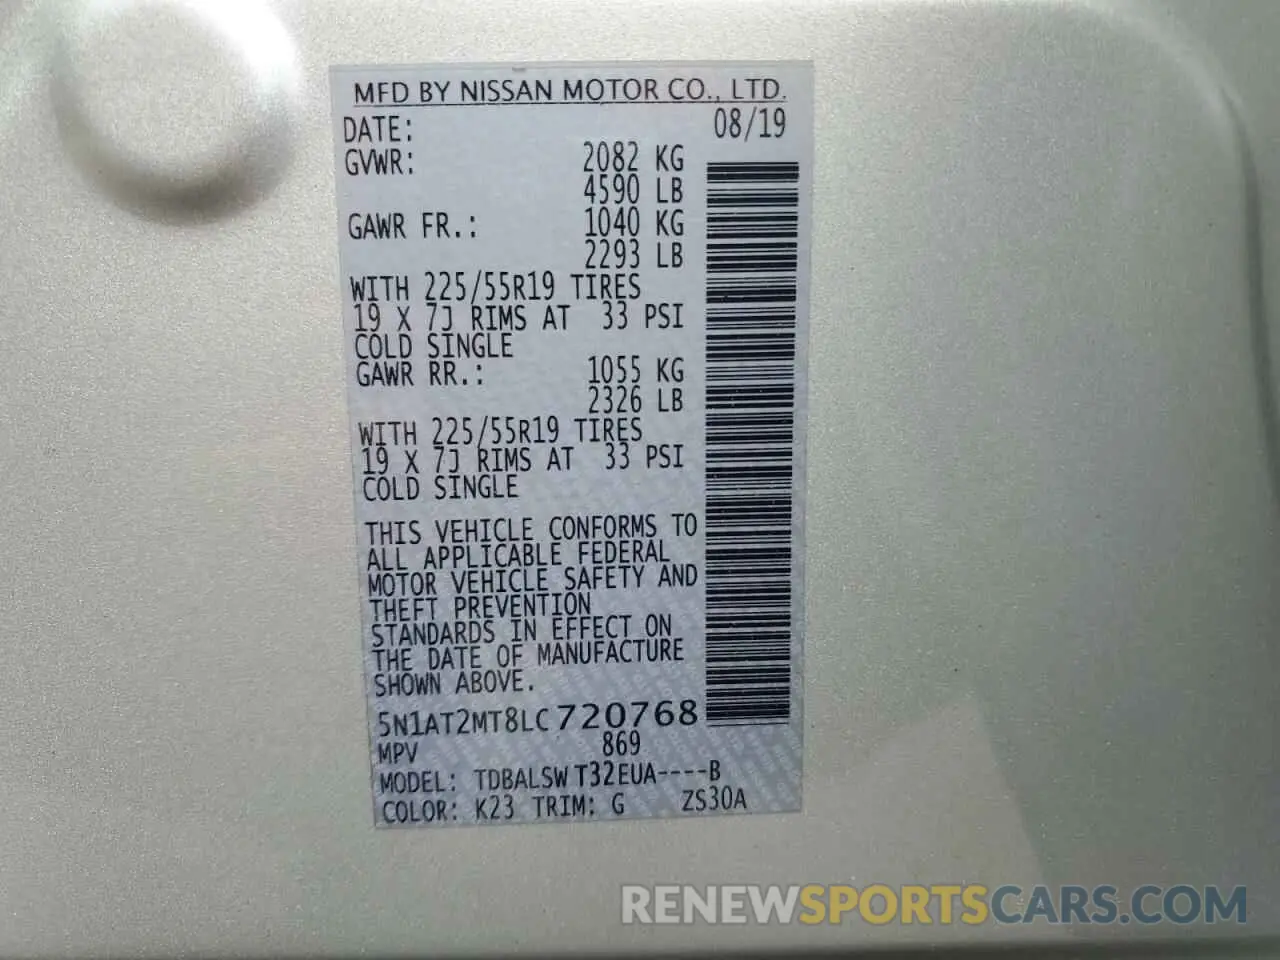 MFD BY NISSAN MOTOR CO., LTD.
DATE: 08/19
GVWR: 2082 KG
4590 LB
GAWR FR.: 1040 KG
2293 LB
WITH 225/55R19 TIRES
19 X 7J RIMS AT 33 PSI
COLD SINGLE
GAWR RR.: 1055 KG
2326 LB
WITH 225/55R19 TIRES
19 X 7J RIMS AT 33 PSI
COLD SINGLE
THIS VEHICLE CONFORMS TO
ALL APPLICABLE FEDERAL
MOTOR VEHICLE SAFETY AND
THEFT PREVENTION
STANDARDS IN EFFECT ON
THE DATE OF MANUFACTURE
SHOWN ABOVE.
5N1AT2MT8LC720768
MPV 869
MODEL: TDBALSWT32EUA----B
COLOR: K23 TRIM: G ZS30A
RENEWSPORTSCARS.COM